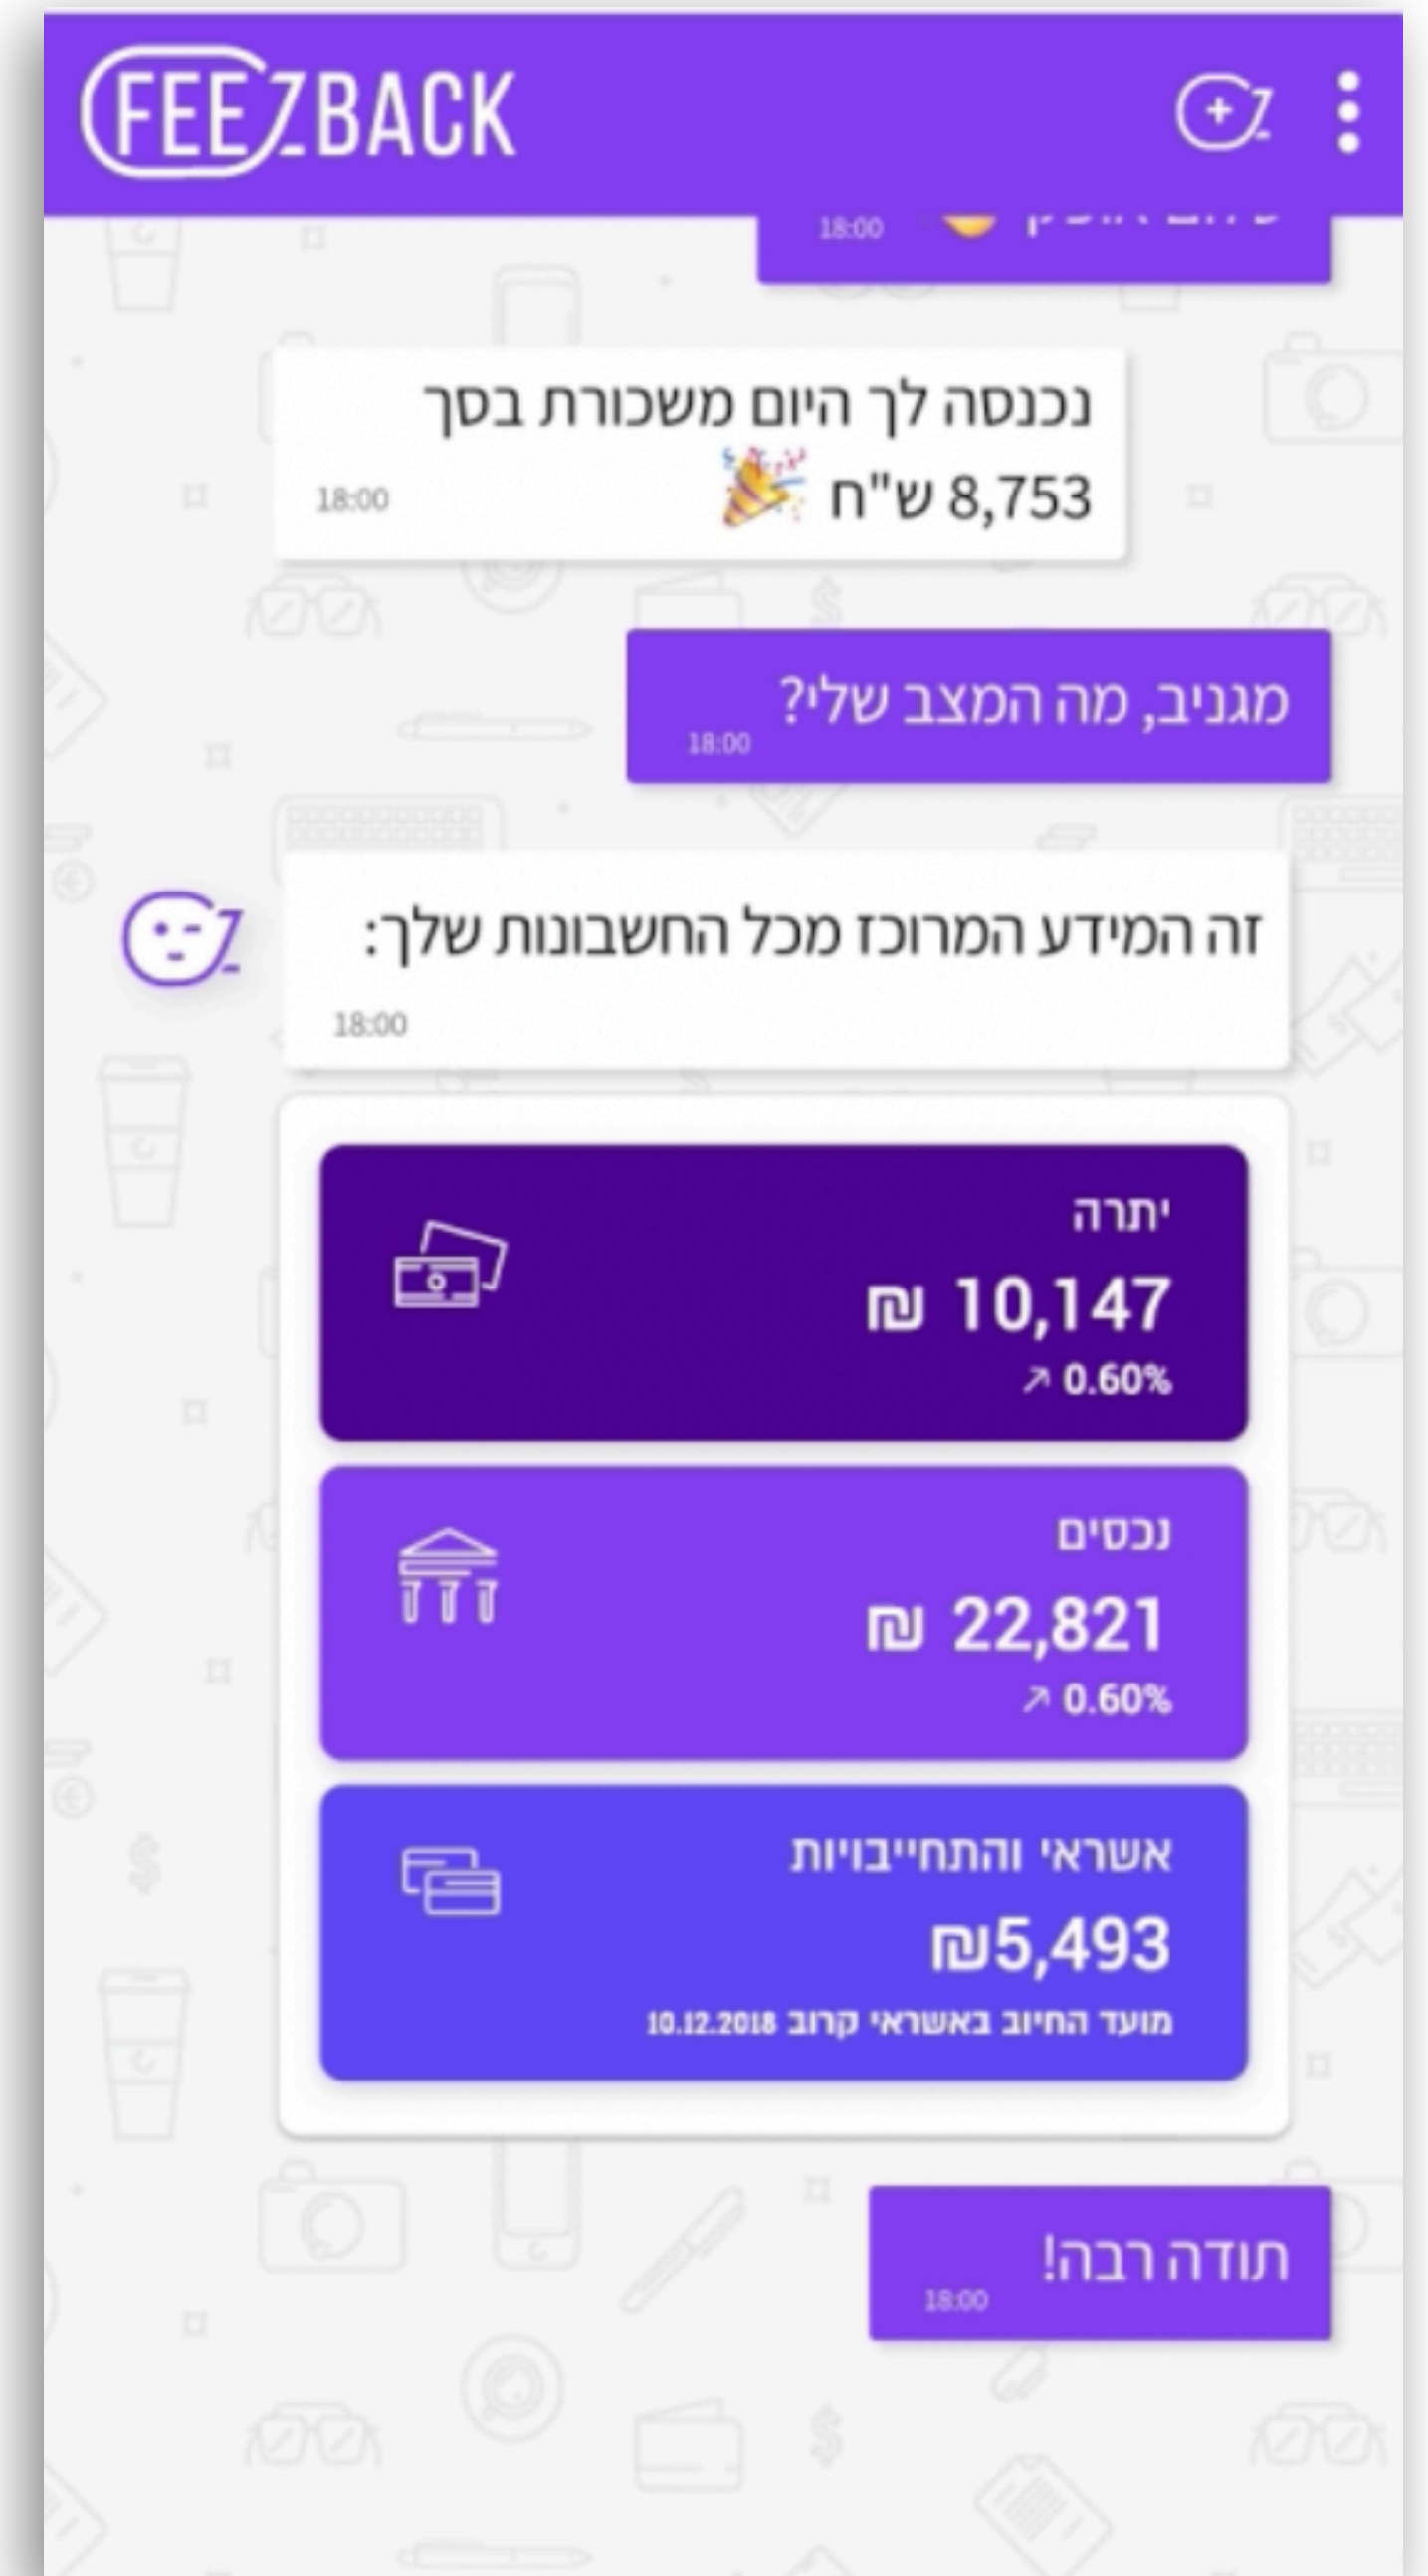 FEEZBACK
18:00
נכנסה לך היום משכורת בסך
8,753 ש"ח
18:00
מגניב, מה המצב שלי?
18:00
זה המידע המרוכז מכל החשבונות שלך:
18:00
יתרה
10,147 ₪
0.60% ↗
נכסים
22,821 ₪
0.60% ↗
אשראי והתחייבויות
5,493₪
מועד החיוב באשראי קרוב 10.12.2018
תודה רבה!
18:00